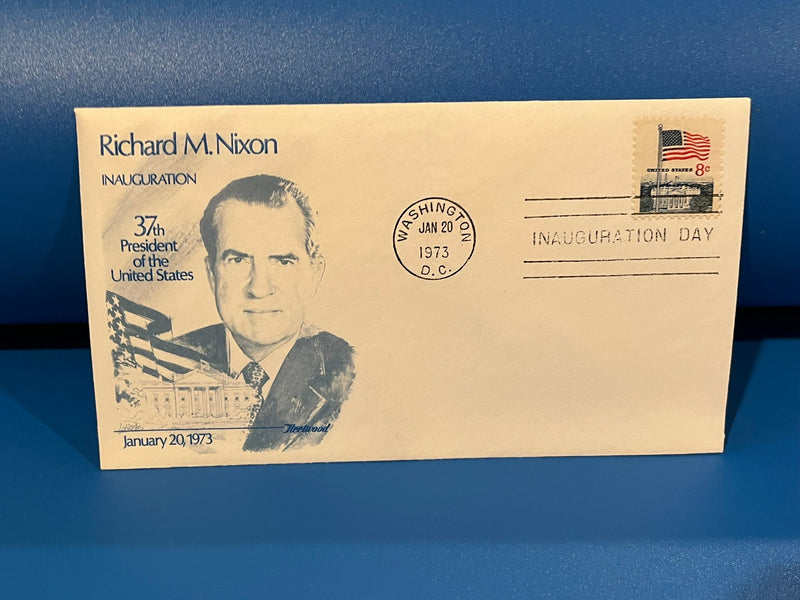 Richard M. Nixon
INAUGURATION
37th
President
of the
United States
January 20, 1973
Fleetwood
WASHINGTON
JAN 20
1973
D.C.
UNITED STATES 8c
INAUGURATION DAY